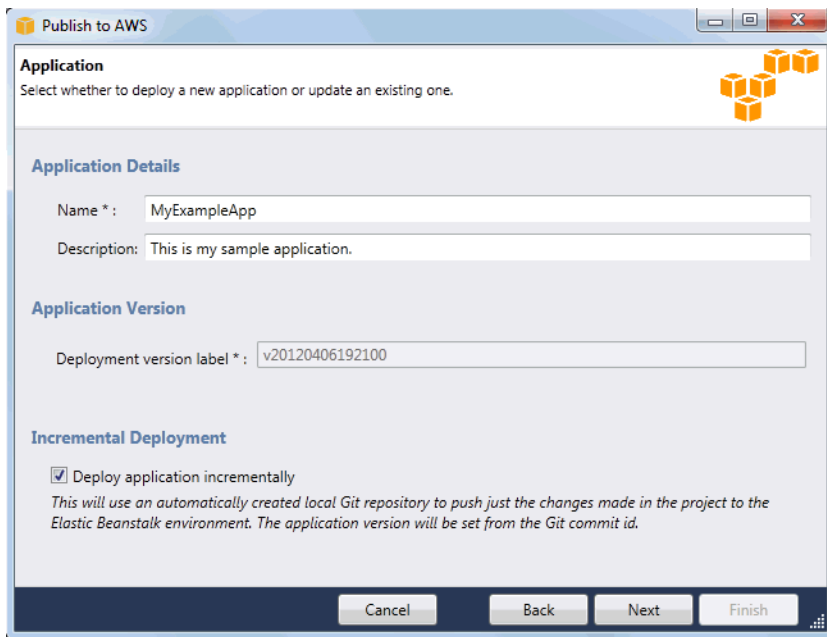 Publish to AWS
Application
Select whether to deploy a new application or update an existing one.
Application Details
Name * : MyExampleApp
Description: This is my sample application.
Application Version
Deployment version label * : v20120406192100
Incremental Deployment
Deploy application incrementally
This will use an automatically created local Git repository to push just the changes made in the project to the
Elastic Beanstalk environment. The application version will be set from the Git commit id.
Cancel Back Next Finish